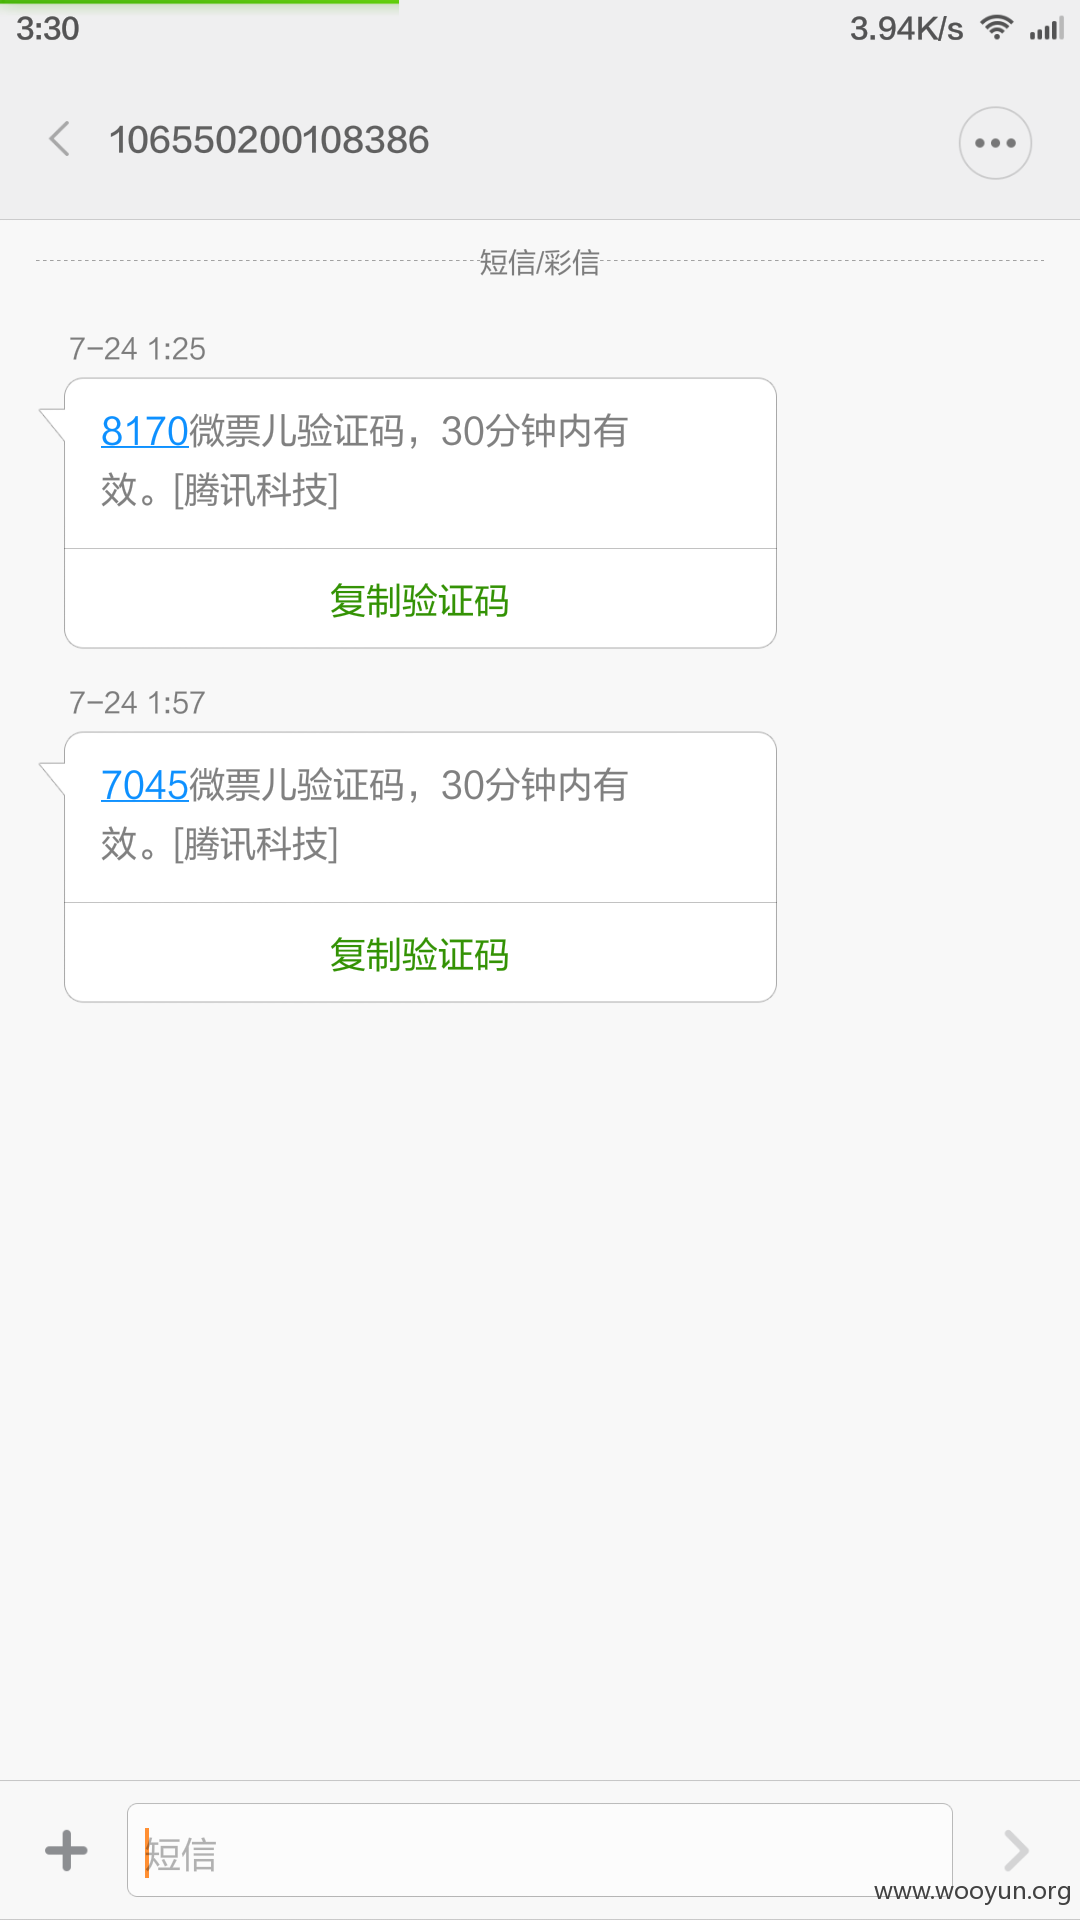 3:30 3.94K/s
106550200108386
短信/彩信
7-24 1:25
8170微票儿验证码，30分钟内有
效。[腾讯科技]
复制验证码
7-24 1:57
7045微票儿验证码，30分钟内有
效。[腾讯科技]
复制验证码
短信
www.wooyun.org